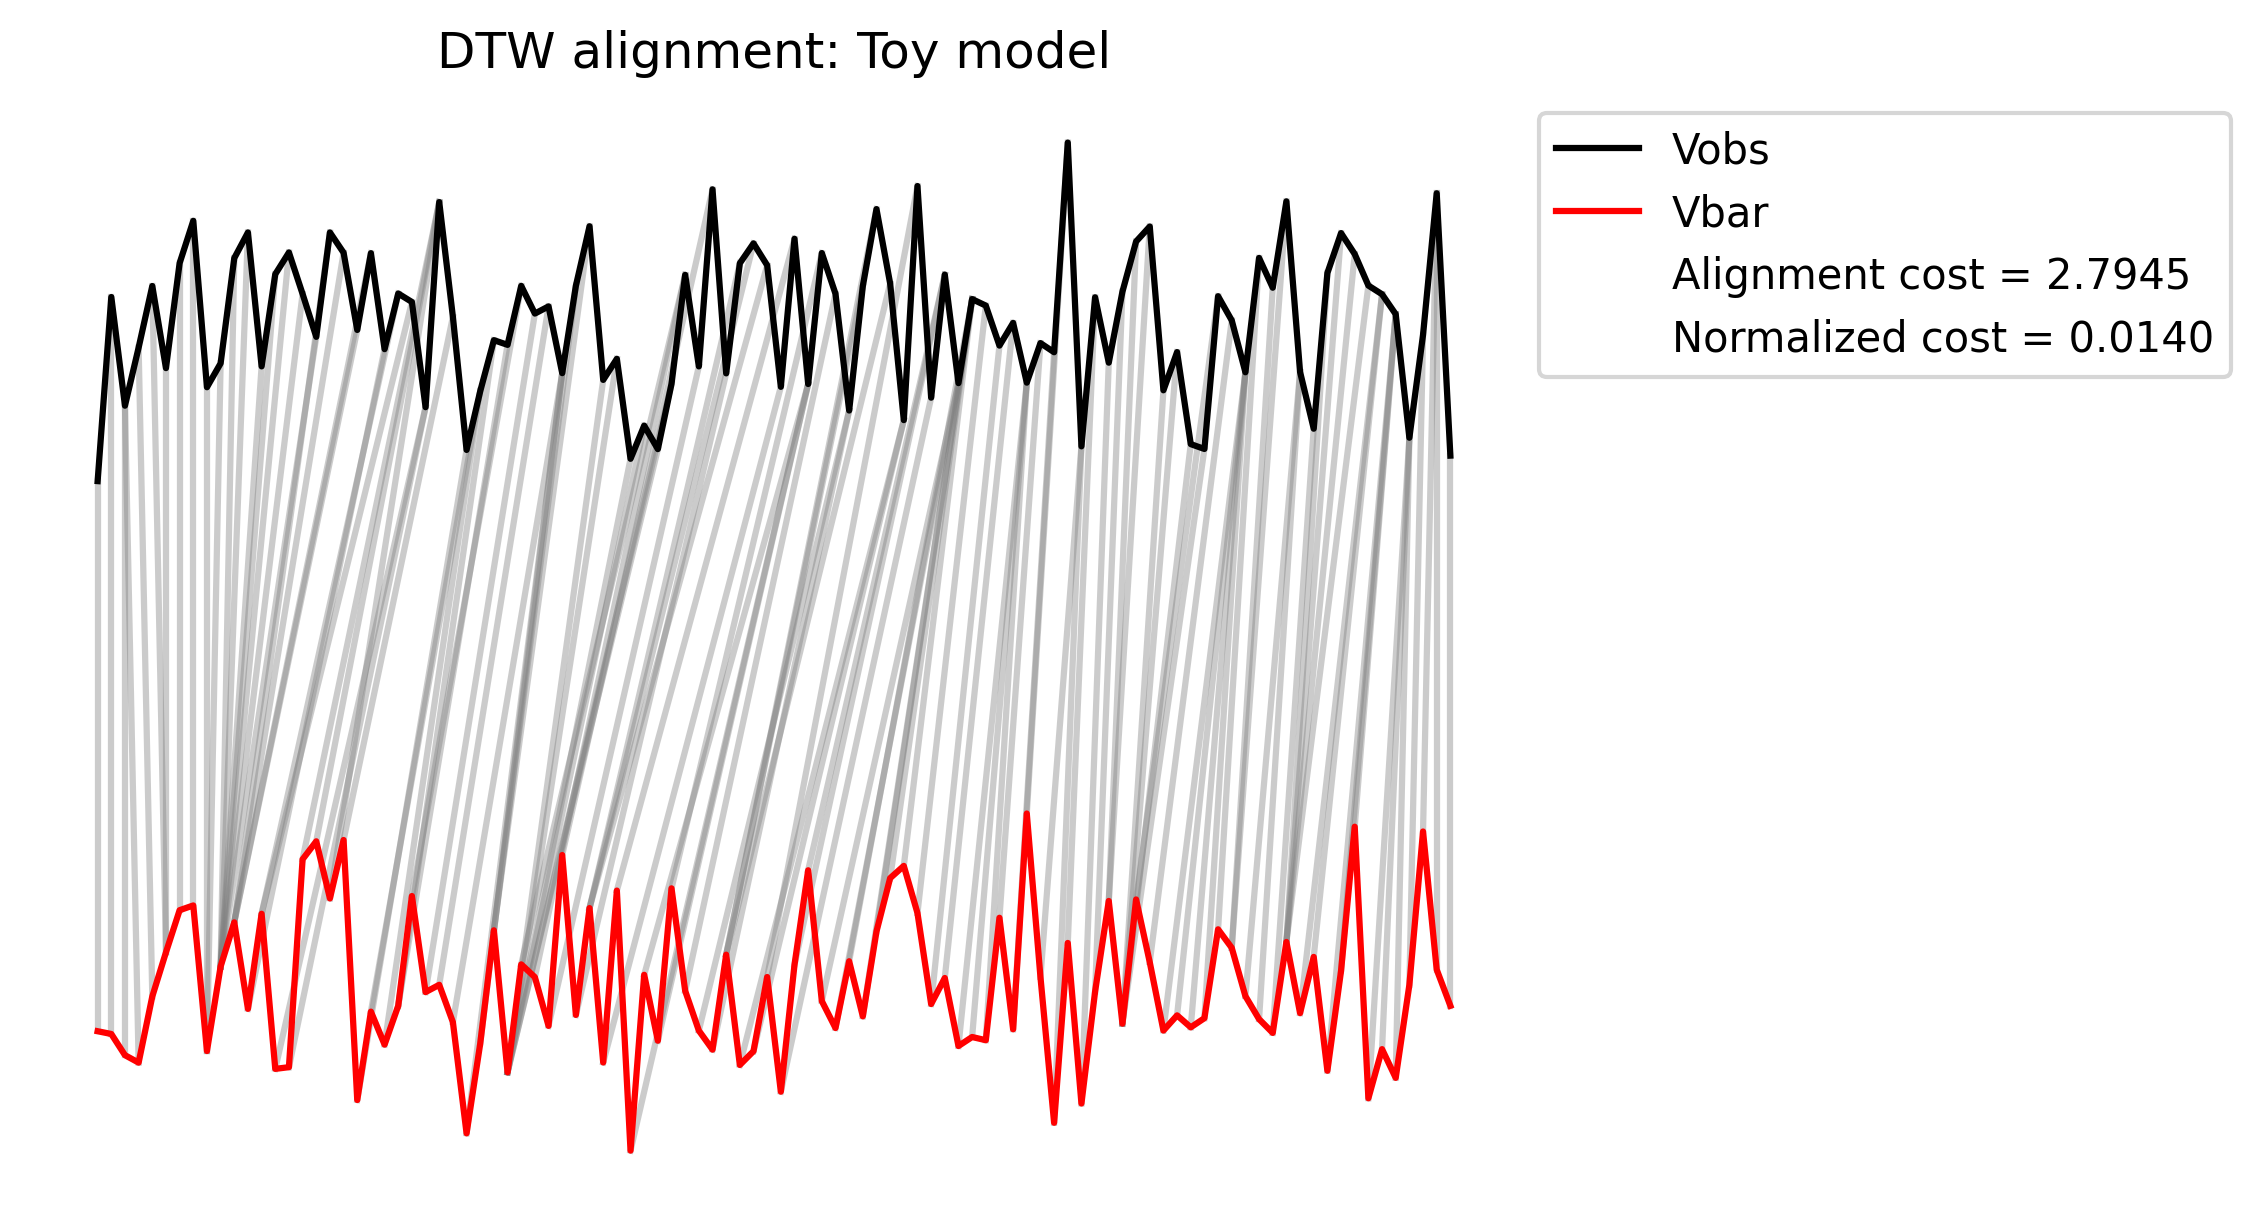 DTW alignment: Toy model
Vobs
Vbar
Alignment cost = 2.7945
Normalized cost = 0.0140